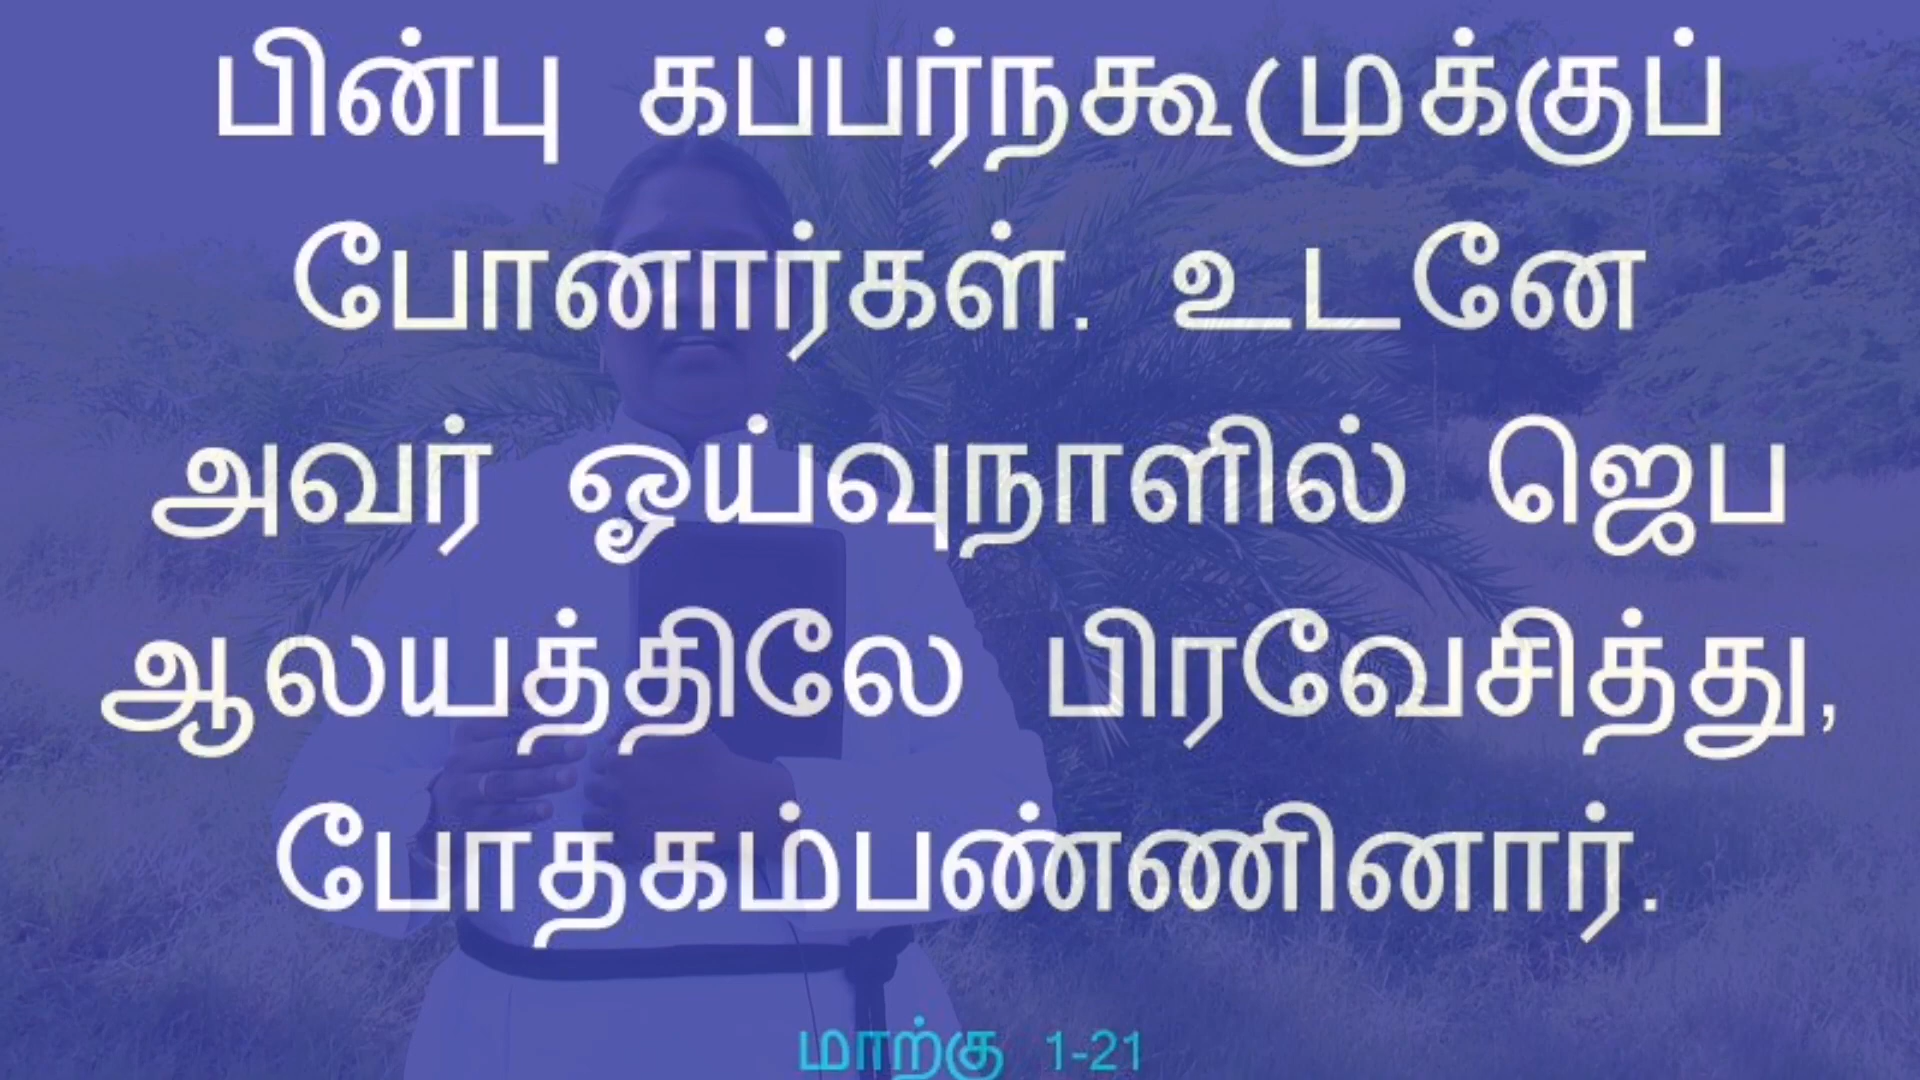 பின்பு கப்பர்நகூமுக்குப்
போனார்கள். உடனே
அவர் ஓய்வுநாளில் ஜெப
ஆலயத்திலே பிரவேசித்து,
போதகம்பண்ணினார்.
மாற்கு 1-21